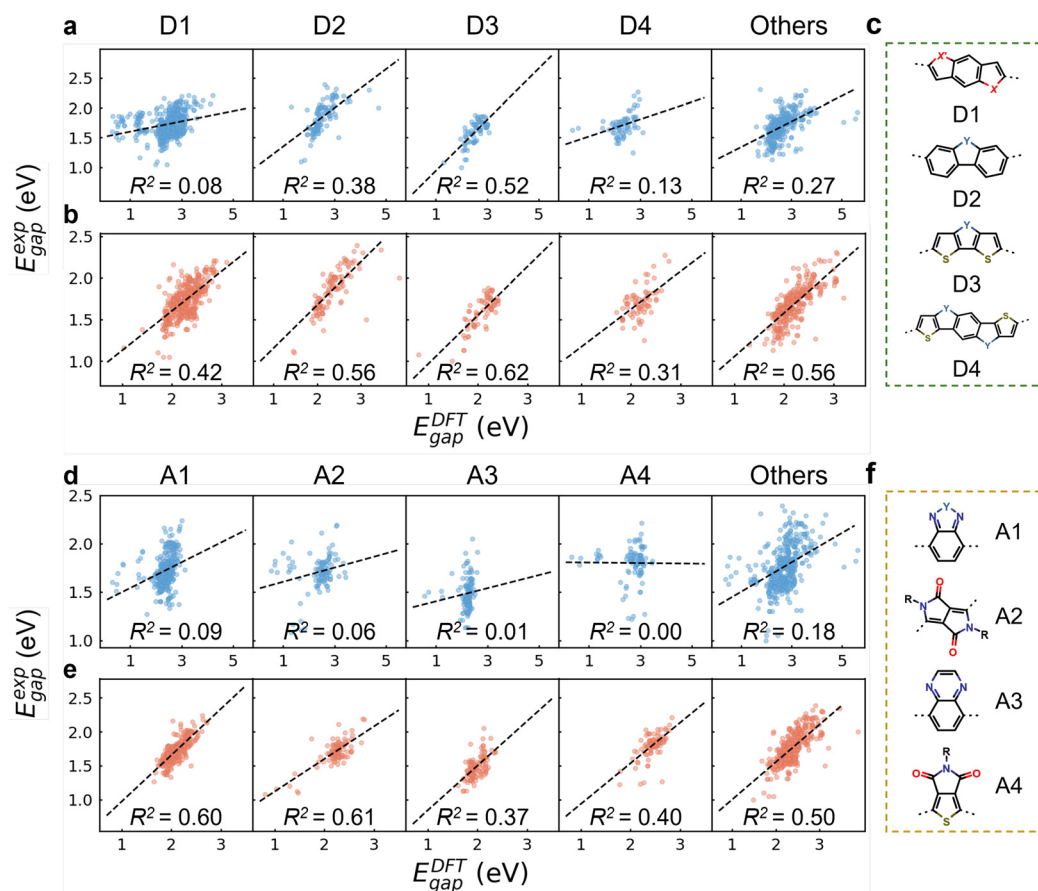 a D1 D2 D3 D4 Others c
2.5
2.0
1.5
1.0
R² = 0.08 R² = 0.38 R² = 0.52 R² = 0.13 R² = 0.27
1 3 5 1 3 5 1 3 5 1 3 5 1 3 5
b
E_gap^exp (eV)
2.0
1.5
1.0
R² = 0.42 R² = 0.56 R² = 0.62 R² = 0.31 R² = 0.56
1 2 3 1 2 3 1 2 3 1 2 3 1 2 3
E_gap^DFT (eV)
X'
X
D1
Y
D2
Y
S S
D3
Y S
S Y
D4
d A1 A2 A3 A4 Others f
2.5
2.0
1.5
1.0
R² = 0.09 R² = 0.06 R² = 0.01 R² = 0.00 R² = 0.18
1 3 5 1 3 5 1 3 5 1 3 5 1 3 5
e
E_gap^exp (eV)
2.5
2.0
1.5
1.0
R² = 0.60 R² = 0.61 R² = 0.37 R² = 0.40 R² = 0.50
1 2 3 1 2 3 1 2 3 1 2 3 1 2 3
E_gap^DFT (eV)
Y
N N
A1
O
R N
N R
O
A2
N N
A3
R
O N O
S
A4